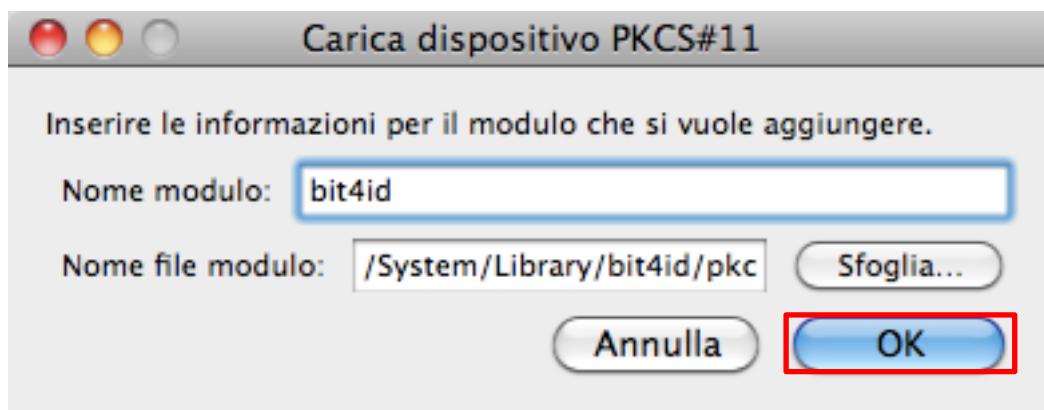 Carica dispositivo PKCS#11
Inserire le informazioni per il modulo che si vuole aggiungere.
Nome modulo: bit4id
Nome file modulo: /System/Library/bit4id/pkc Sfoglia...
Annulla OK